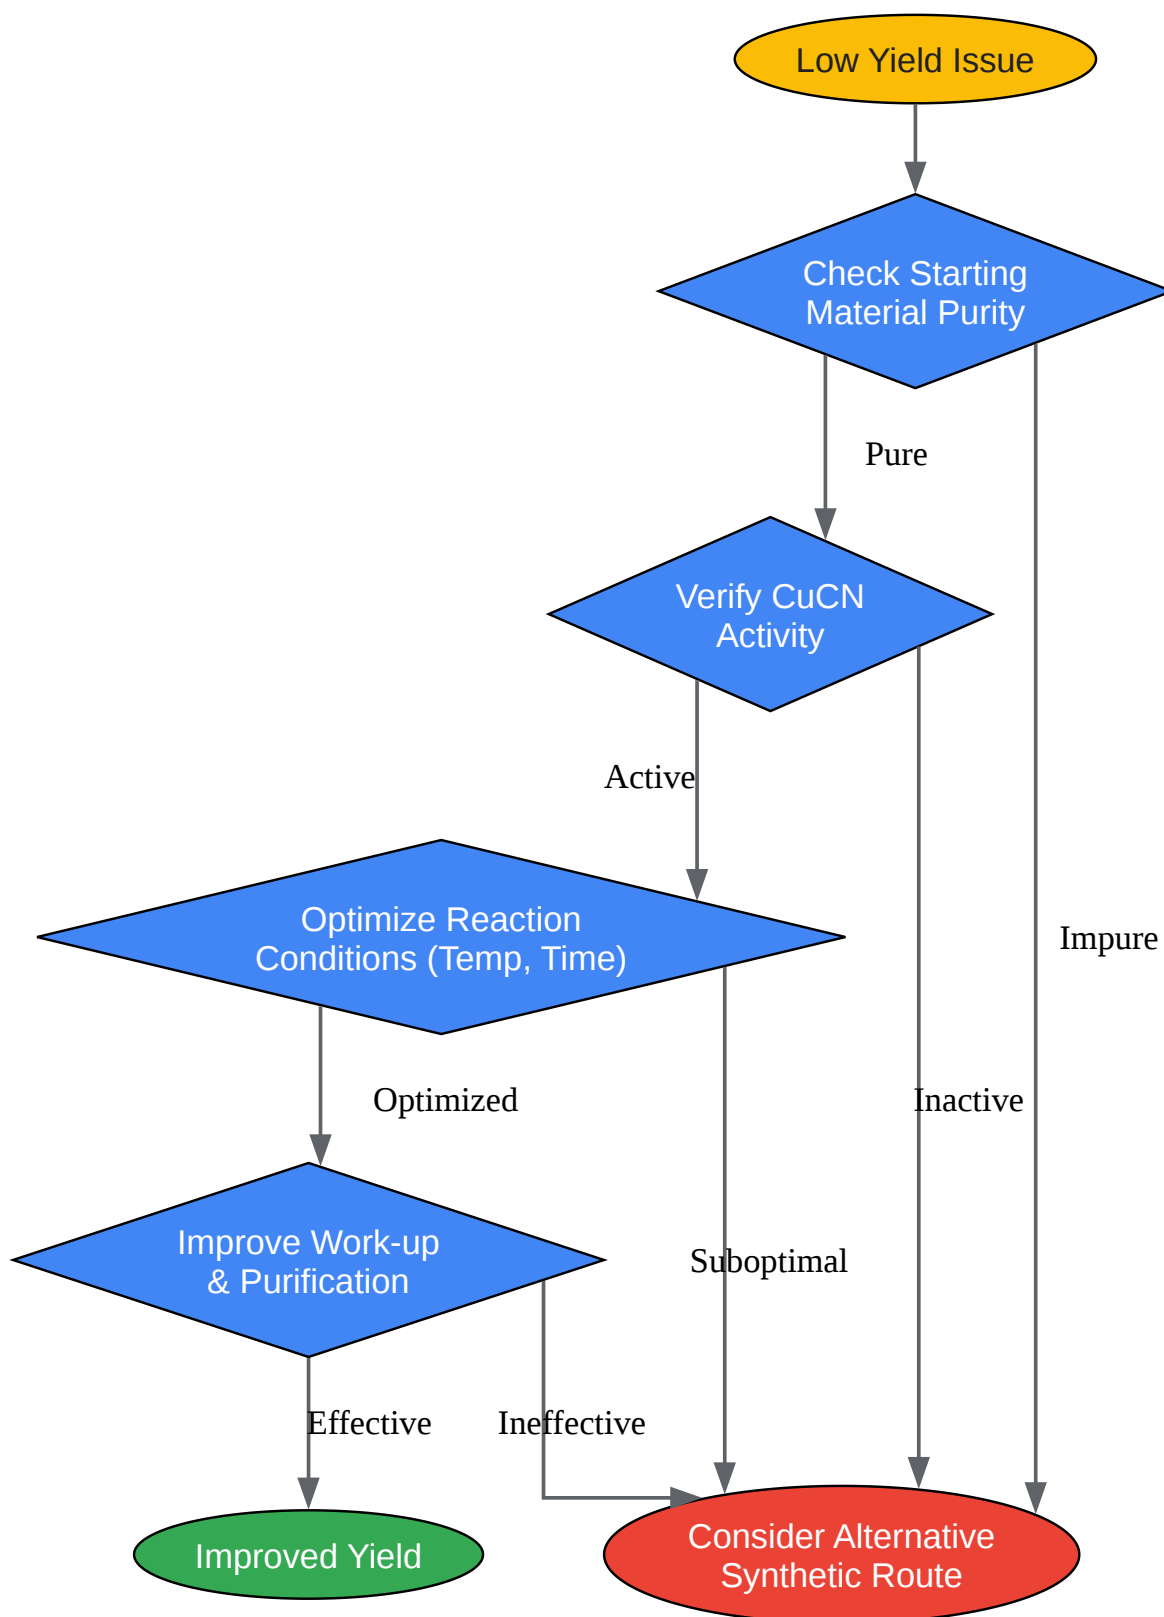 Low Yield Issue
Check Starting
Material Purity
Pure
Verify CuCN
Activity
Active
Optimize Reaction
Conditions (Temp, Time)
Impure
Optimized
Inactive
Improve Work-up
& Purification
Suboptimal
Effective
Ineffective
Improved Yield
Consider Alternative
Synthetic Route